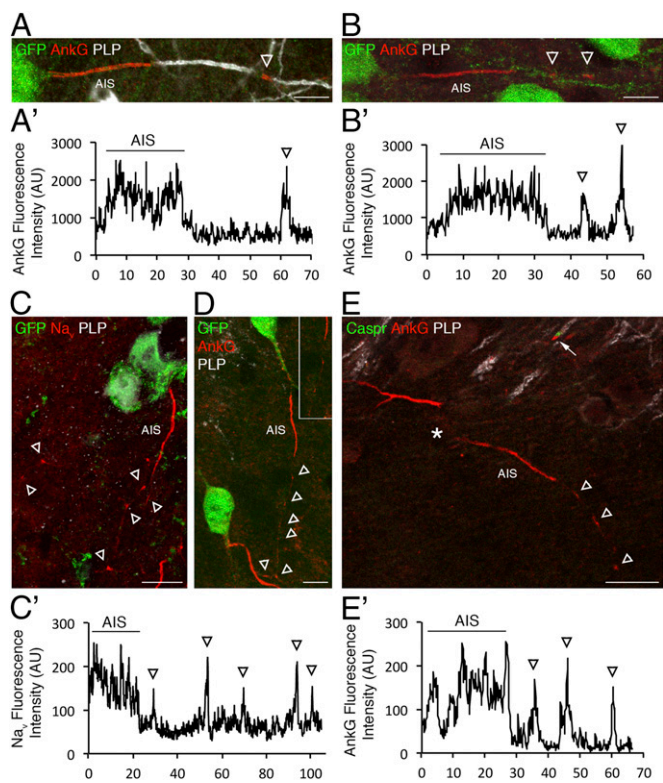 A
GFP AnkG PLP
AIS
B
GFP AnkG PLP
AIS
A'
AIS
AnkG Fluorescence
Intensity (AU)
3000
2000
1000
0
0 10 20 30 40 50 60 70
B'
AIS
AnkG Fluorescence
Intensity (AU)
3000
2000
1000
0
0 10 20 30 40 50 60
C
GFP Nav PLP
AIS
D
GFP
AnkG
PLP
AIS
E
Caspr AnkG PLP
*
AIS
C'
AIS
Nav Fluorescence
Intensity (AU)
300
200
100
0
0 20 40 60 80 100
E'
AIS
AnkG Fluorescence
Intensity (AU)
300
200
100
0
0 10 20 30 40 50 60 70